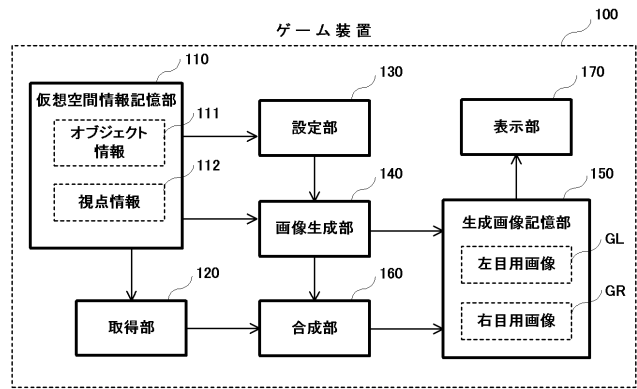 ゲーム装置
100
110
仮想空間情報記憶部
オブジェクト
情報
111
視点情報
112
130
設定部
170
表示部
140
画像生成部
150
生成画像記憶部
左目用画像
GL
右目用画像
GR
120
取得部
160
合成部